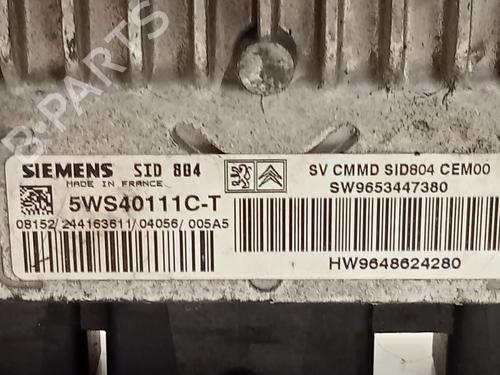 B-PARTS
SIEMENS SID 804
MADE IN FRANCE
5WS40111C-T
08152/244163611/04056/005A5
SV CMMD SID804 CEM00
SW9653447380
HW9648624280